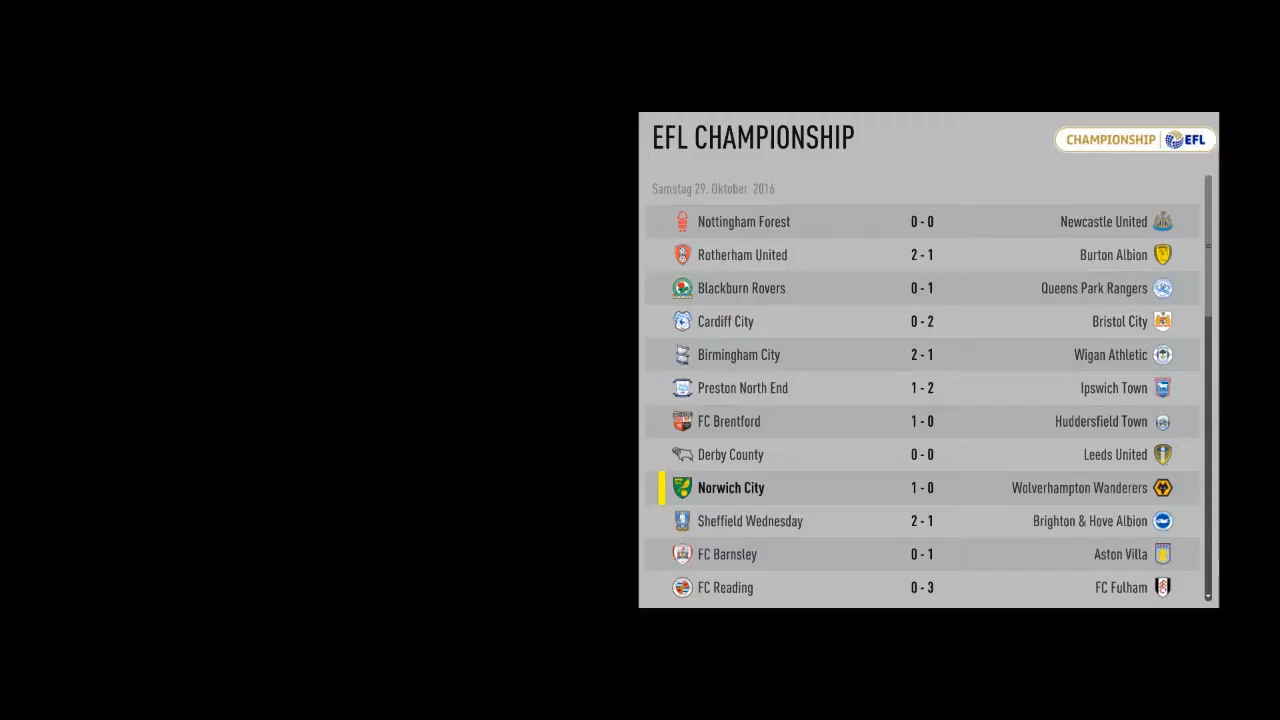 EFL CHAMPIONSHIP
CHAMPIONSHIP EFL
Samstag 29. Oktober 2016
Nottingham Forest 0 - 0 Newcastle United
Rotherham United 2 - 1 Burton Albion
Blackburn Rovers 0 - 1 Queens Park Rangers
Cardiff City 0 - 2 Bristol City
Birmingham City 2 - 1 Wigan Athletic
Preston North End 1 - 2 Ipswich Town
FC Brentford 1 - 0 Huddersfield Town
Derby County 0 - 0 Leeds United
Norwich City 1 - 0 Wolverhampton Wanderers
Sheffield Wednesday 2 - 1 Brighton & Hove Albion
FC Barnsley 0 - 1 Aston Villa
FC Reading 0 - 3 FC Fulham